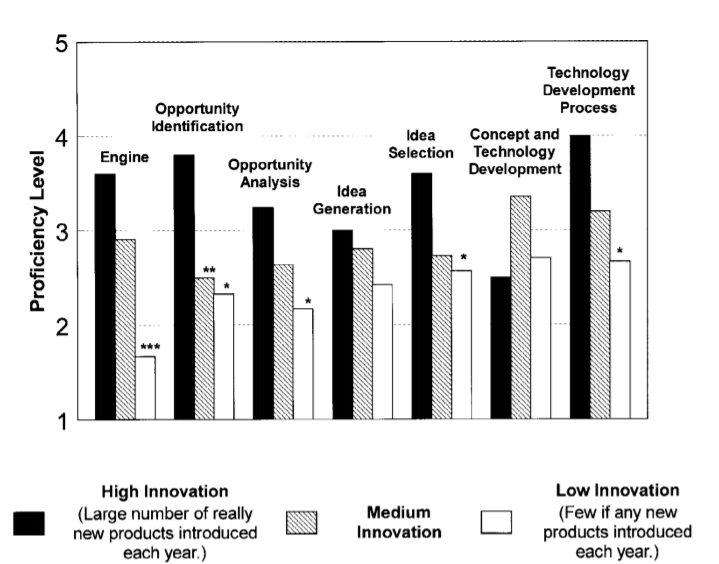 5
Technology
Development
Process
Opportunity
Identification
4
Idea
Selection
Concept and
Technology
Development
Engine
Opportunity
Analysis
Idea
Generation
Proficiency Level
3
**
*
*
*
*
2
***
1
High Innovation
(Large number of really
new products introduced
each year.)
Medium
Innovation
Low Innovation
(Few if any new
products introduced
each year.)